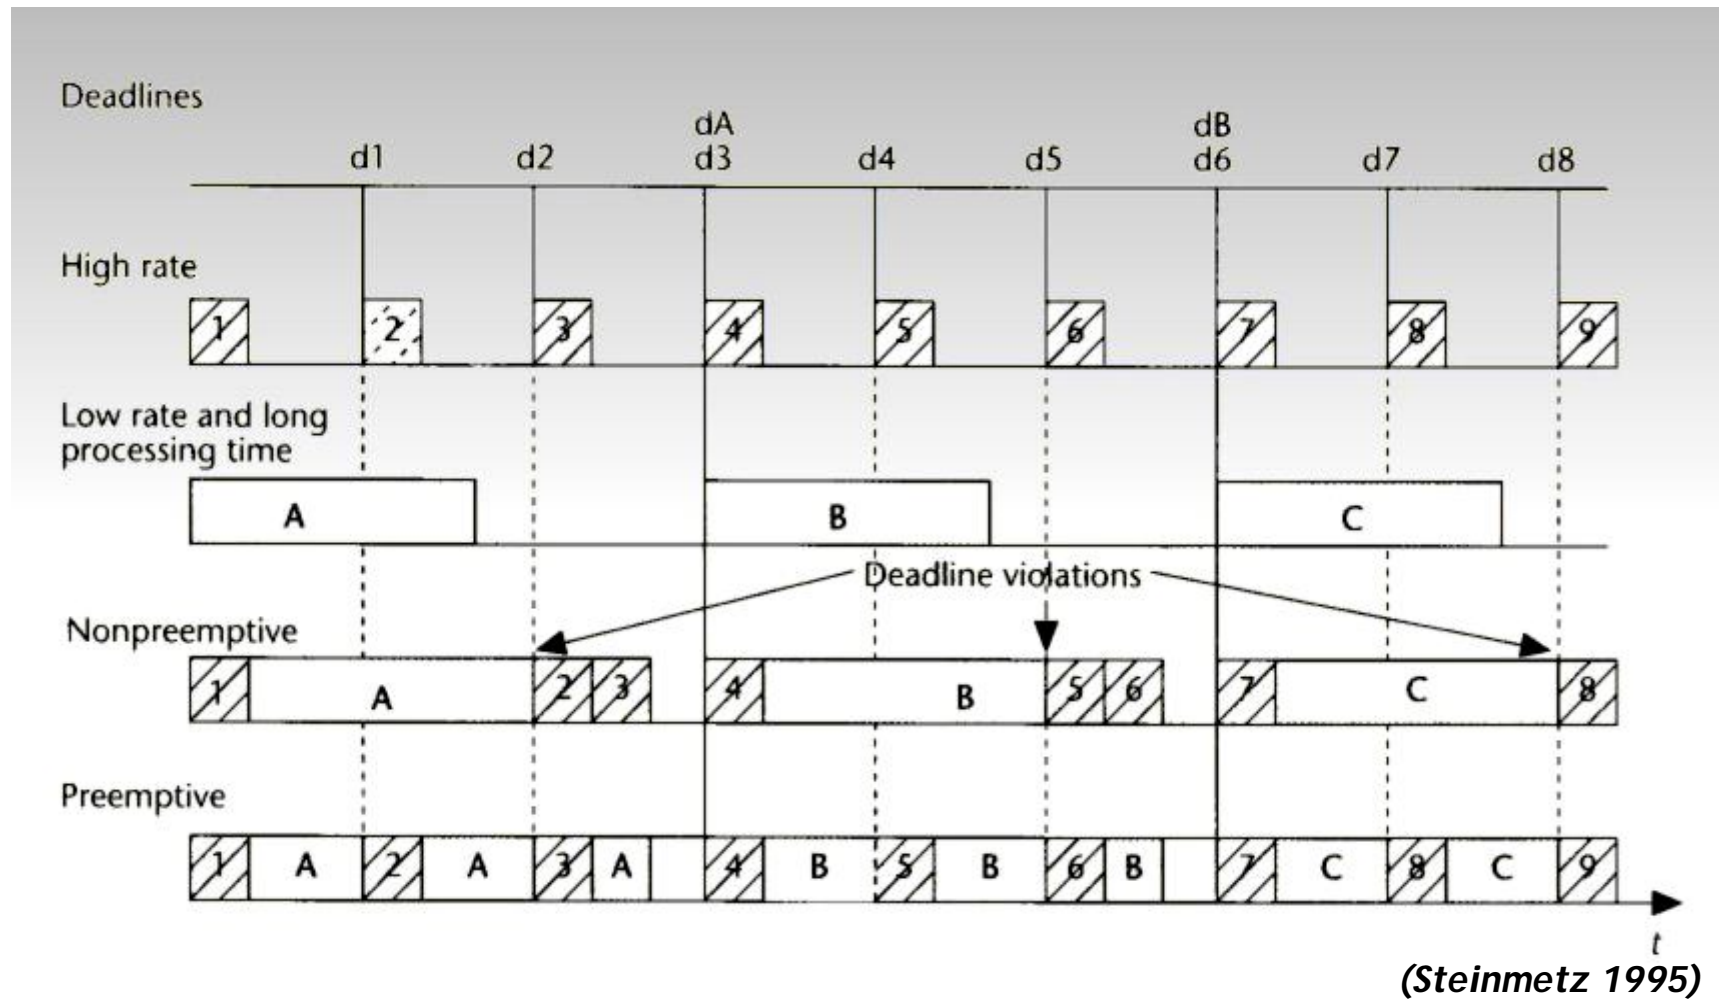 Deadlines
dA dB
d1 d2 d3 d4 d5 d6 d7 d8
High rate
1 2 3 4 5 6 7 8 9
Low rate and long
processing time
A B C
Deadline violations
Nonpreemptive
1 A 2 3 4 B 5 6 7 C 8
Preemptive
1 A 2 A 3 A 4 B 5 B 6 B 7 C 8 C 9
t
(Steinmetz 1995)